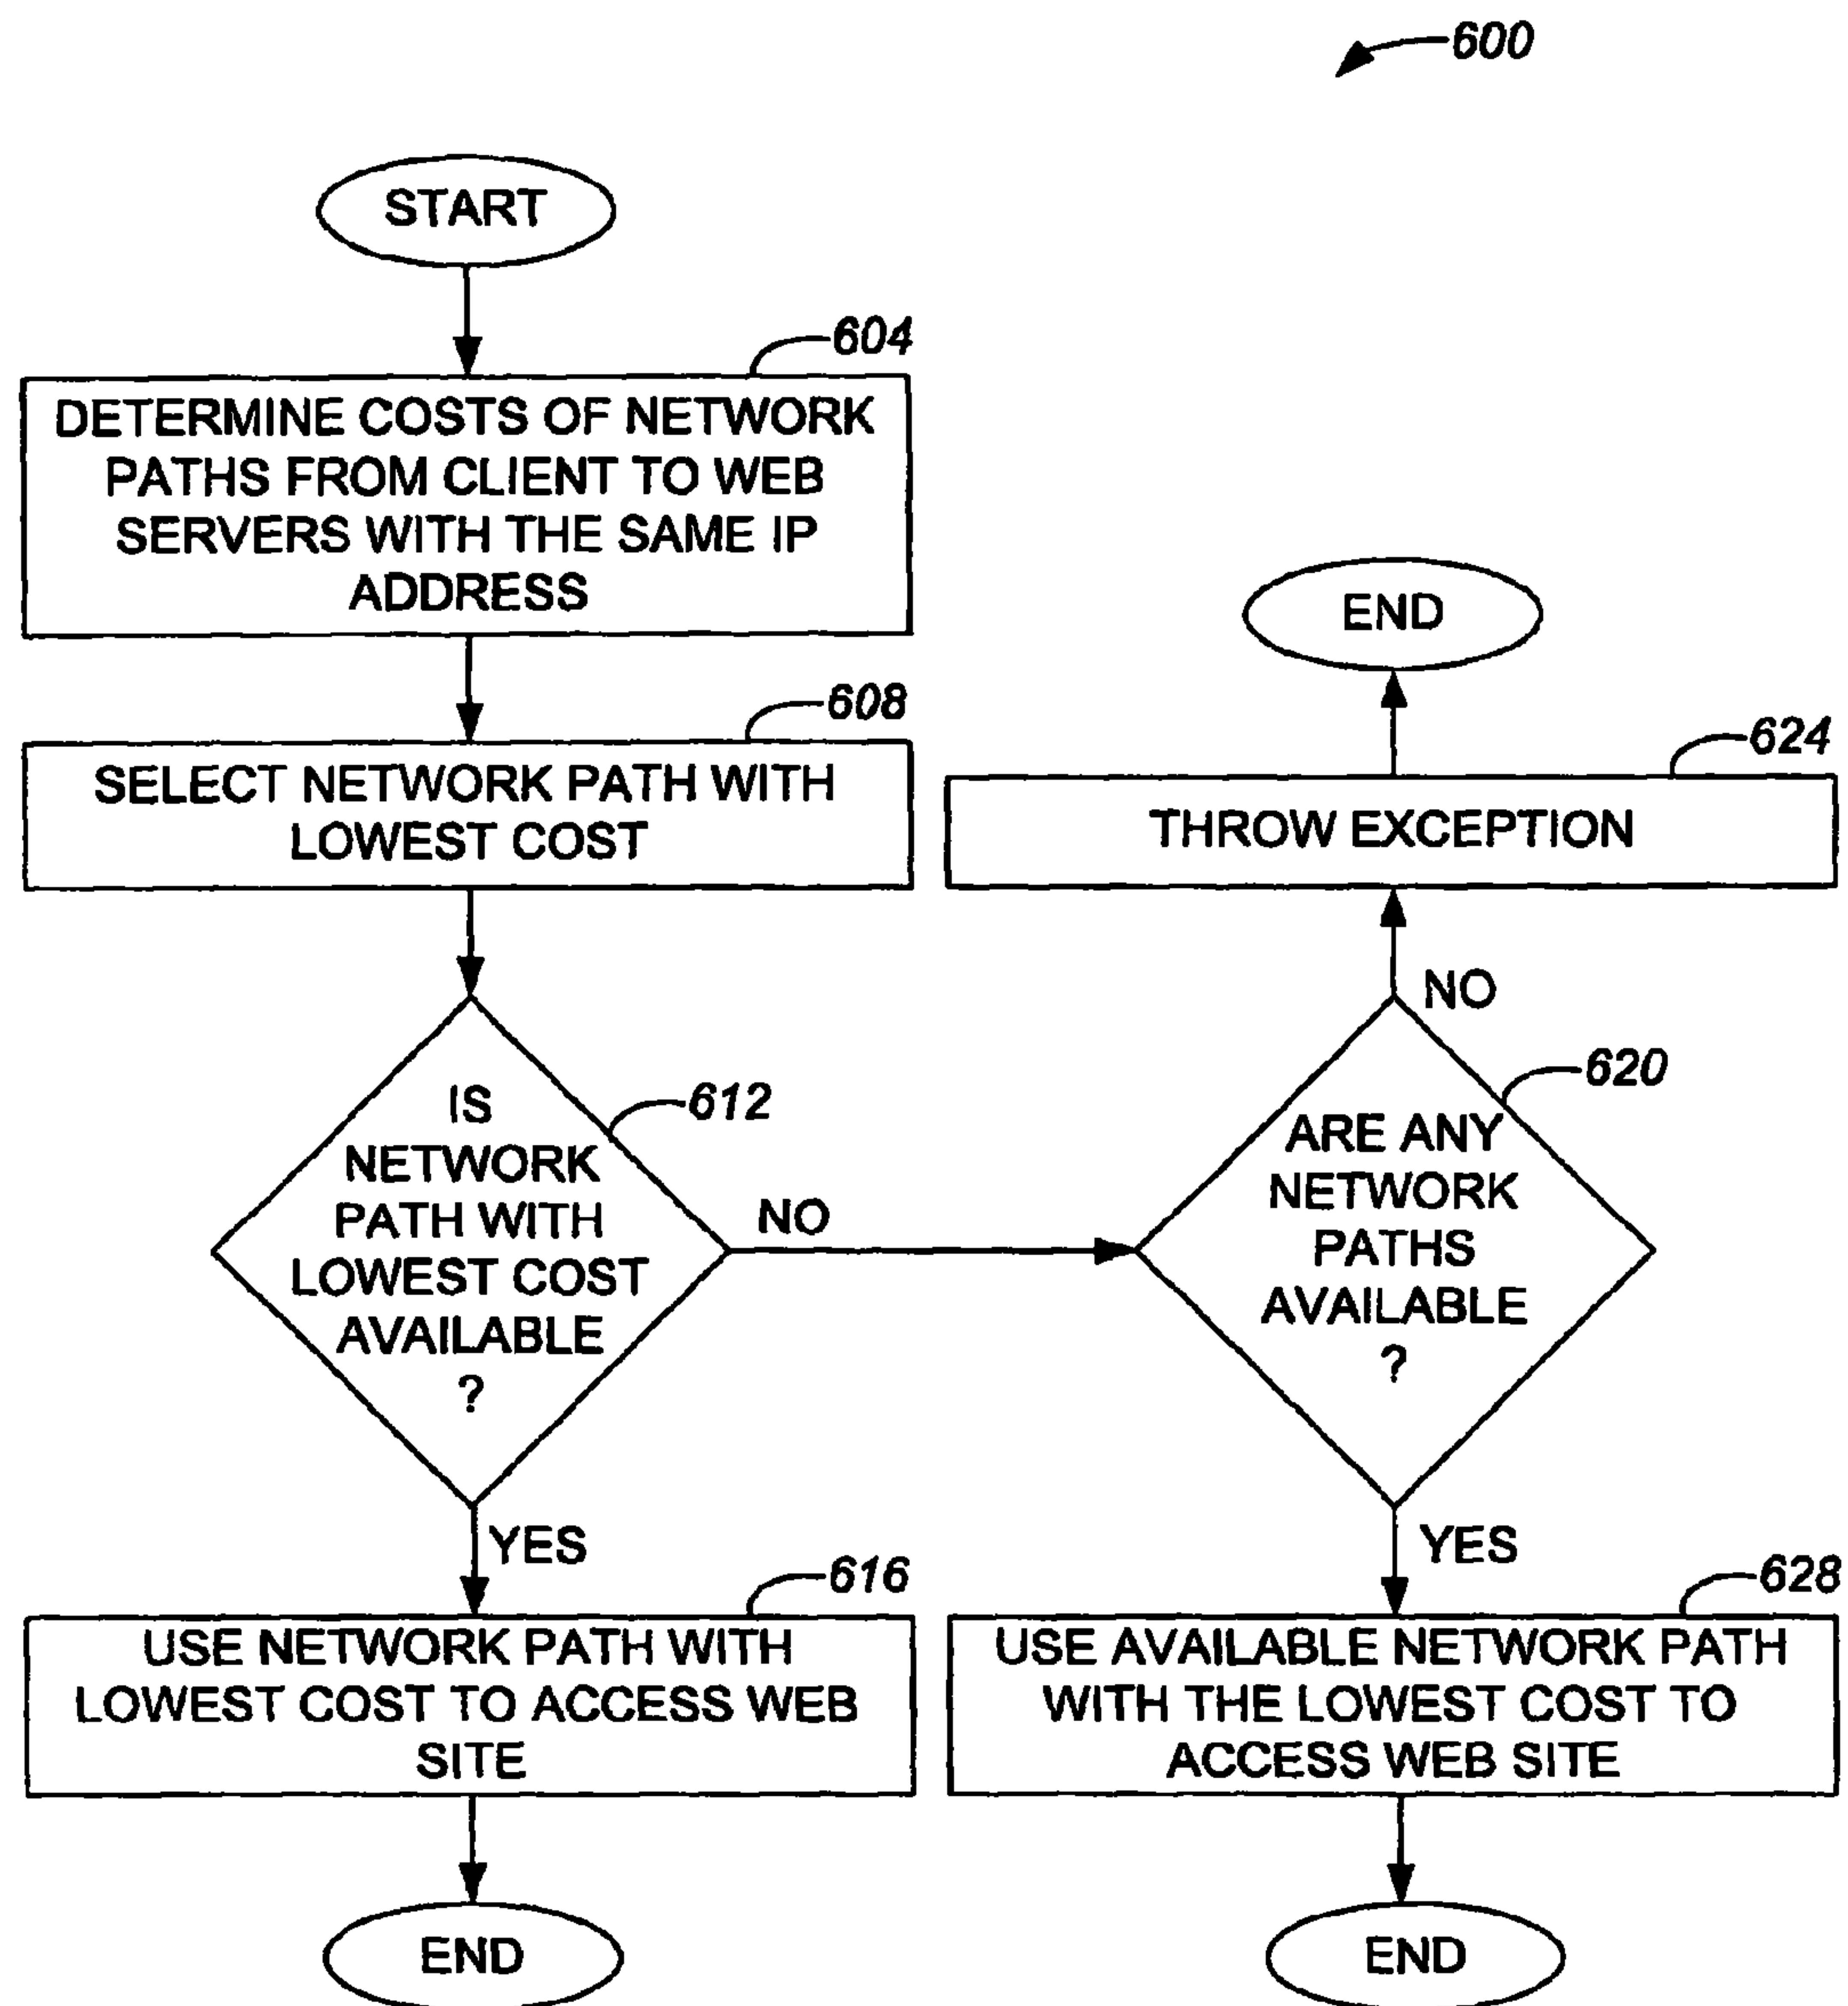 600
START
604
DETERMINE COSTS OF NETWORK
PATHS FROM CLIENT TO WEB
SERVERS WITH THE SAME IP
ADDRESS
608
SELECT NETWORK PATH WITH
LOWEST COST
612
IS
NETWORK
PATH WITH
LOWEST COST
AVAILABLE
?
NO
YES
616
USE NETWORK PATH WITH
LOWEST COST TO ACCESS WEB
SITE
END
END
624
THROW EXCEPTION
NO
620
ARE ANY
NETWORK
PATHS
AVAILABLE
?
YES
628
USE AVAILABLE NETWORK PATH
WITH THE LOWEST COST TO
ACCESS WEB SITE
END